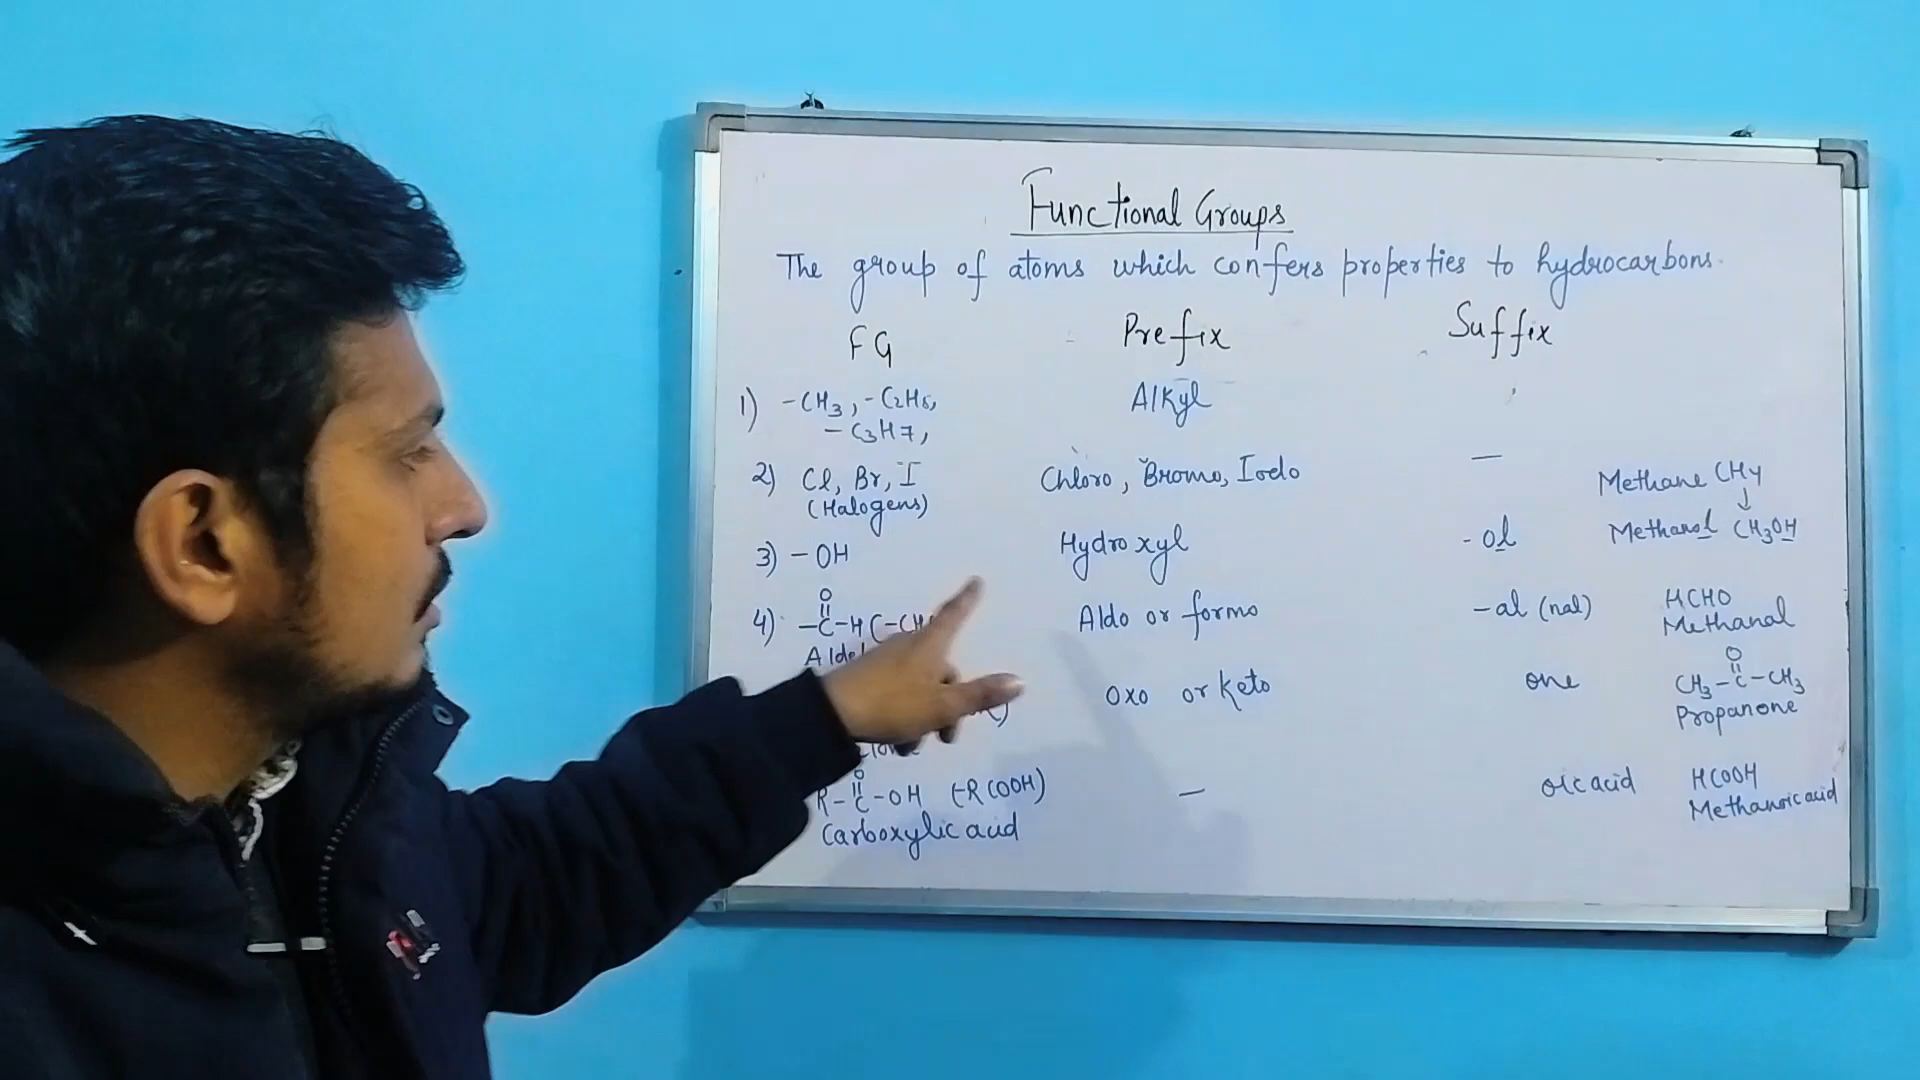 Functional Groups
The group of atoms which confers properties to hydrocarbons.
FG Prefix Suffix
1) -CH3, -C2H5, Alkyl
-C3H7,
2) Cl, Br, I Chloro, Bromo, Iodo —
(Halogens)
Methane CH4
↓
3) -OH Hydroxyl -ol Methanol CH3OH
O
||
4) -C-H Aldo or formo -al (nal) HCHO
Methanal
Oxo or Keto one
O
||
CH3-C-CH3
Propanone
O
||
R-C-OH (-RCOOH) — oic acid HCOOH
Carboxylic acid Methanoic acid